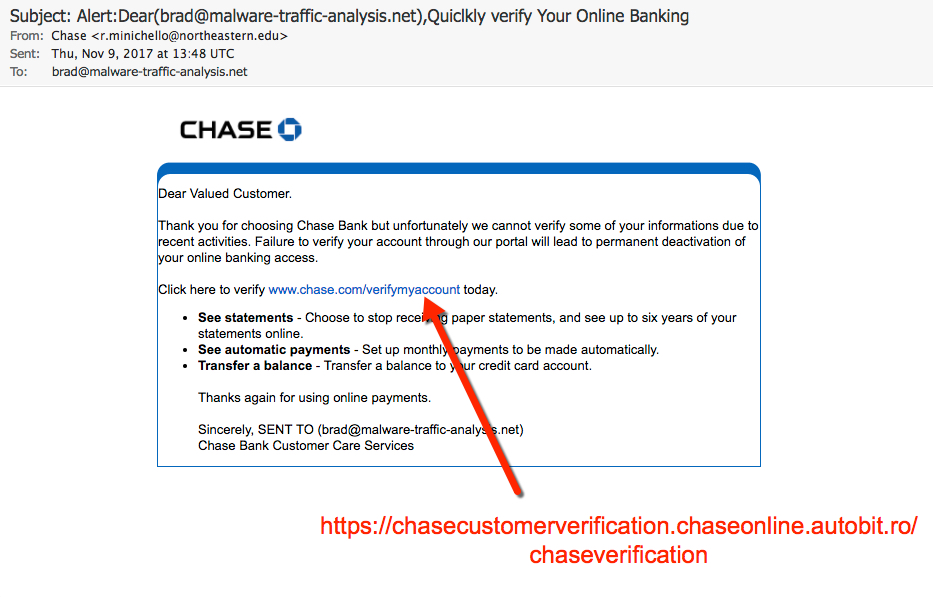 Subject: Alert:Dear(brad@malware-traffic-analysis.net),Quiclkly verify Your Online Banking
From: Chase <r.minichello@northeastern.edu>
Sent: Thu, Nov 9, 2017 at 13:48 UTC
To: brad@malware-traffic-analysis.net
CHASE
Dear Valued Customer.
Thank you for choosing Chase Bank but unfortunately we cannot verify some of your informations due to
recent activities. Failure to verify your account through our portal will lead to permanent deactivation of
your online banking access.
Click here to verify www.chase.com/verifymyaccount today.
• See statements - Choose to stop receiving paper statements, and see up to six years of your
statements online.
• See automatic payments - Set up monthly payments to be made automatically.
• Transfer a balance - Transfer a balance to your credit card account.
Thanks again for using online payments.
Sincerely, SENT TO (brad@malware-traffic-analysis.net)
Chase Bank Customer Care Services
https://chasecustomerverification.chaseonline.autobit.ro/
chaseverification